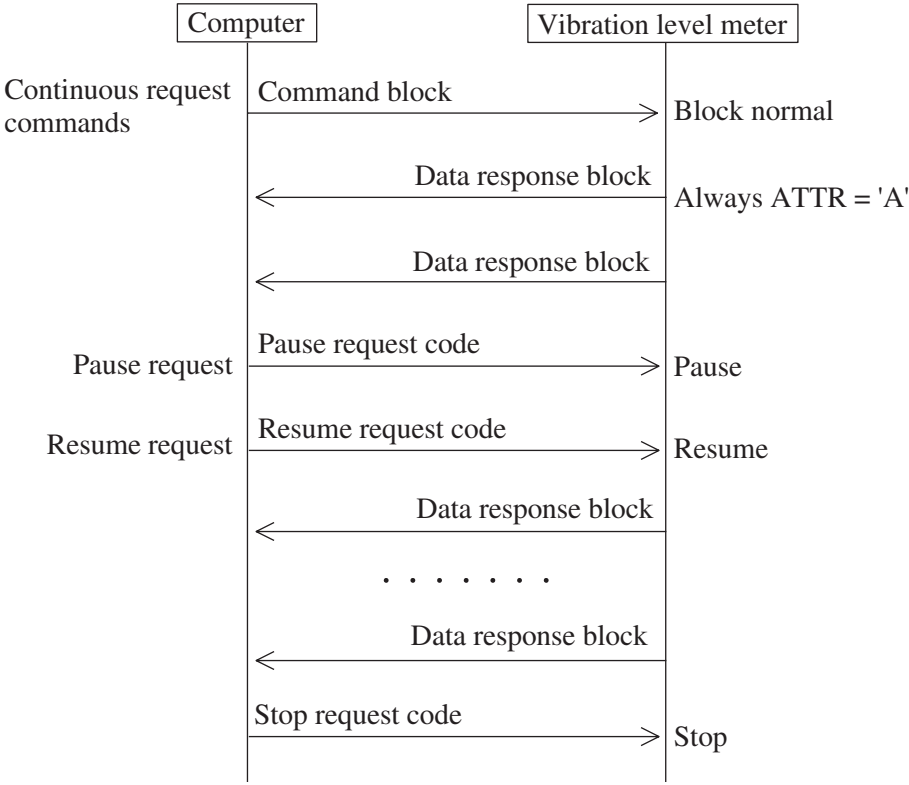 Computer
Vibration level meter
Continuous request
commands
Command block
Block normal
Data response block
Always ATTR = 'A'
Data response block
Pause request
Pause request code
Pause
Resume request
Resume request code
Resume
Data response block
. . . . . . .
Data response block
Stop request code
Stop